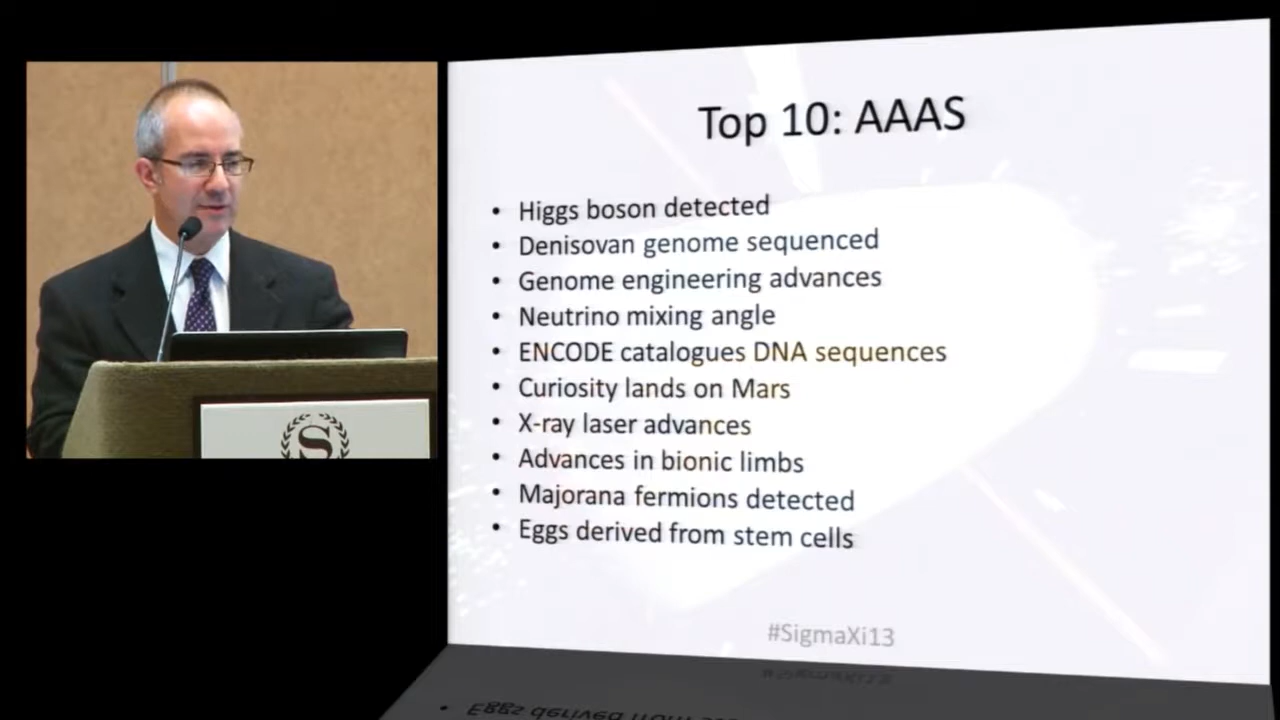 Top 10: AAAS
• Higgs boson detected
• Denisovan genome sequenced
• Genome engineering advances
• Neutrino mixing angle
• ENCODE catalogues DNA sequences
• Curiosity lands on Mars
• X-ray laser advances
• Advances in bionic limbs
• Majorana fermions detected
• Eggs derived from stem cells
#SigmaXi13
S